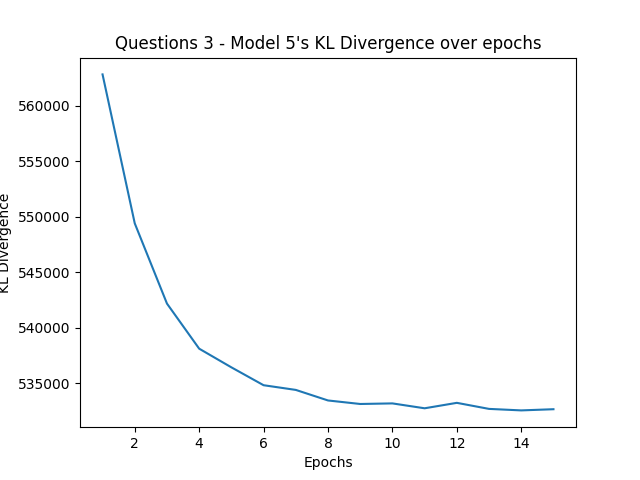 Questions 3 - Model 5's KL Divergence over epochs
560000
555000
550000
545000
540000
535000
KL Divergence
2 4 6 8 10 12 14
Epochs